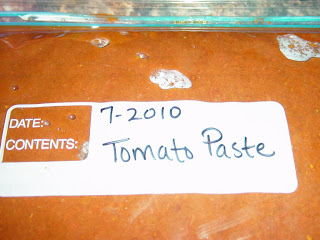 DATE: 7-2010
CONTENTS: Tomato Paste